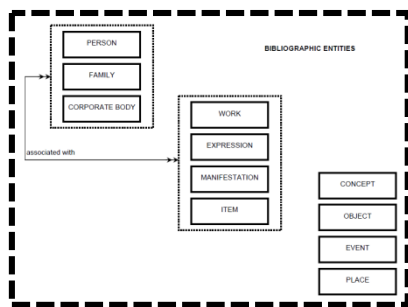 PERSON
BIBLIOGRAPHIC ENTITIES
FAMILY
CORPORATE BODY
WORK
associated with
EXPRESSION
MANIFESTATION
CONCEPT
ITEM
OBJECT
EVENT
PLACE